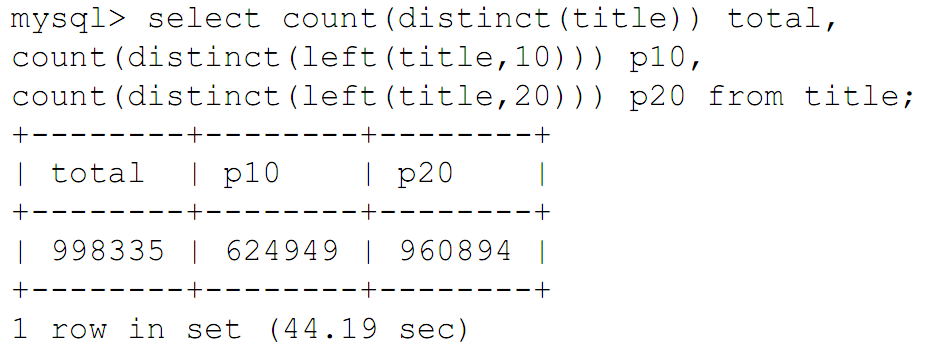 mysql> select count(distinct(title)) total,
count(distinct(left(title,10))) p10,
count(distinct(left(title,20))) p20 from title;
+--------+--------+--------+
| total  | p10    | p20    |
+--------+--------+--------+
| 998335 | 624949 | 960894 |
+--------+--------+--------+
1 row in set (44.19 sec)